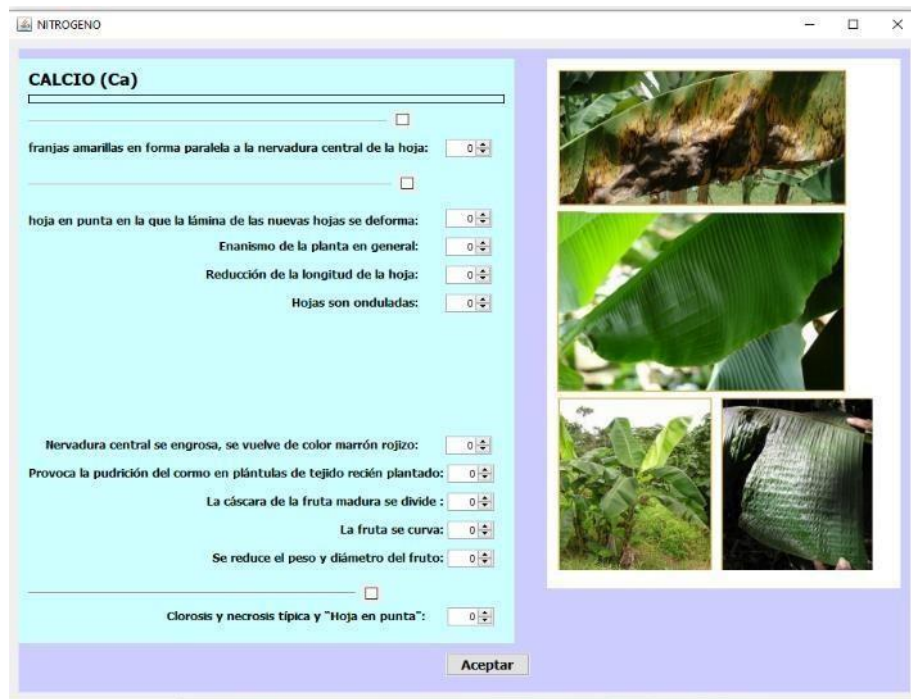 NITROGENO
CALCIO (Ca)
franjas amarillas en forma paralela a la nervadura central de la hoja: 0
hoja en punta en la que la lámina de las nuevas hojas se deforma: 0
Enanismo de la planta en general: 0
Reducción de la longitud de la hoja: 0
Hojas son onduladas: 0
Nervadura central se engrosa, se vuelve de color marrón rojizo: 0
Provoca la pudrición del cormo en plántulas de tejido recién plantado: 0
La cáscara de la fruta madura se divide : 0
La fruta se curva: 0
Se reduce el peso y diámetro del fruto: 0
Clorosis y necrosis típica y "Hoja en punta": 0
Aceptar